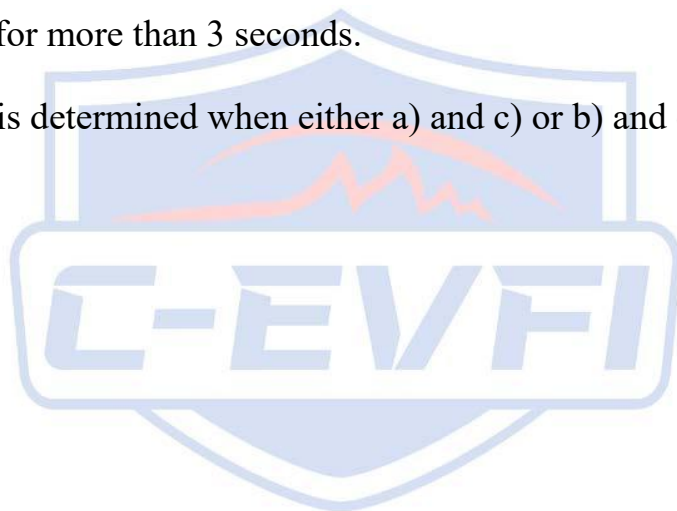 for more than 3 seconds.
is determined when either a) and c) or b) and
C-EVFI